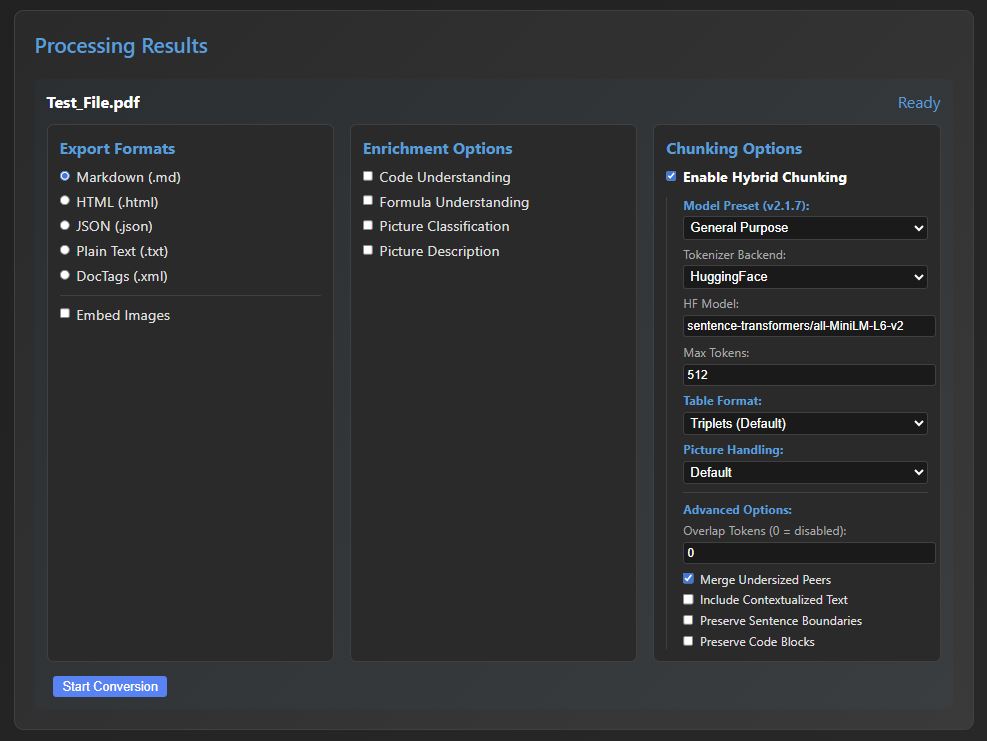 Processing Results
Test_File.pdf
Ready
Export Formats
Markdown (.md)
HTML (.html)
JSON (.json)
Plain Text (.txt)
DocTags (.xml)
Embed Images
Enrichment Options
Code Understanding
Formula Understanding
Picture Classification
Picture Description
Chunking Options
Enable Hybrid Chunking
Model Preset (v2.1.7):
General Purpose
Tokenizer Backend:
HuggingFace
HF Model:
sentence-transformers/all-MiniLM-L6-v2
Max Tokens:
512
Table Format:
Triplets (Default)
Picture Handling:
Default
Advanced Options:
Overlap Tokens (0 = disabled):
0
Merge Undersized Peers
Include Contextualized Text
Preserve Sentence Boundaries
Preserve Code Blocks
Start Conversion